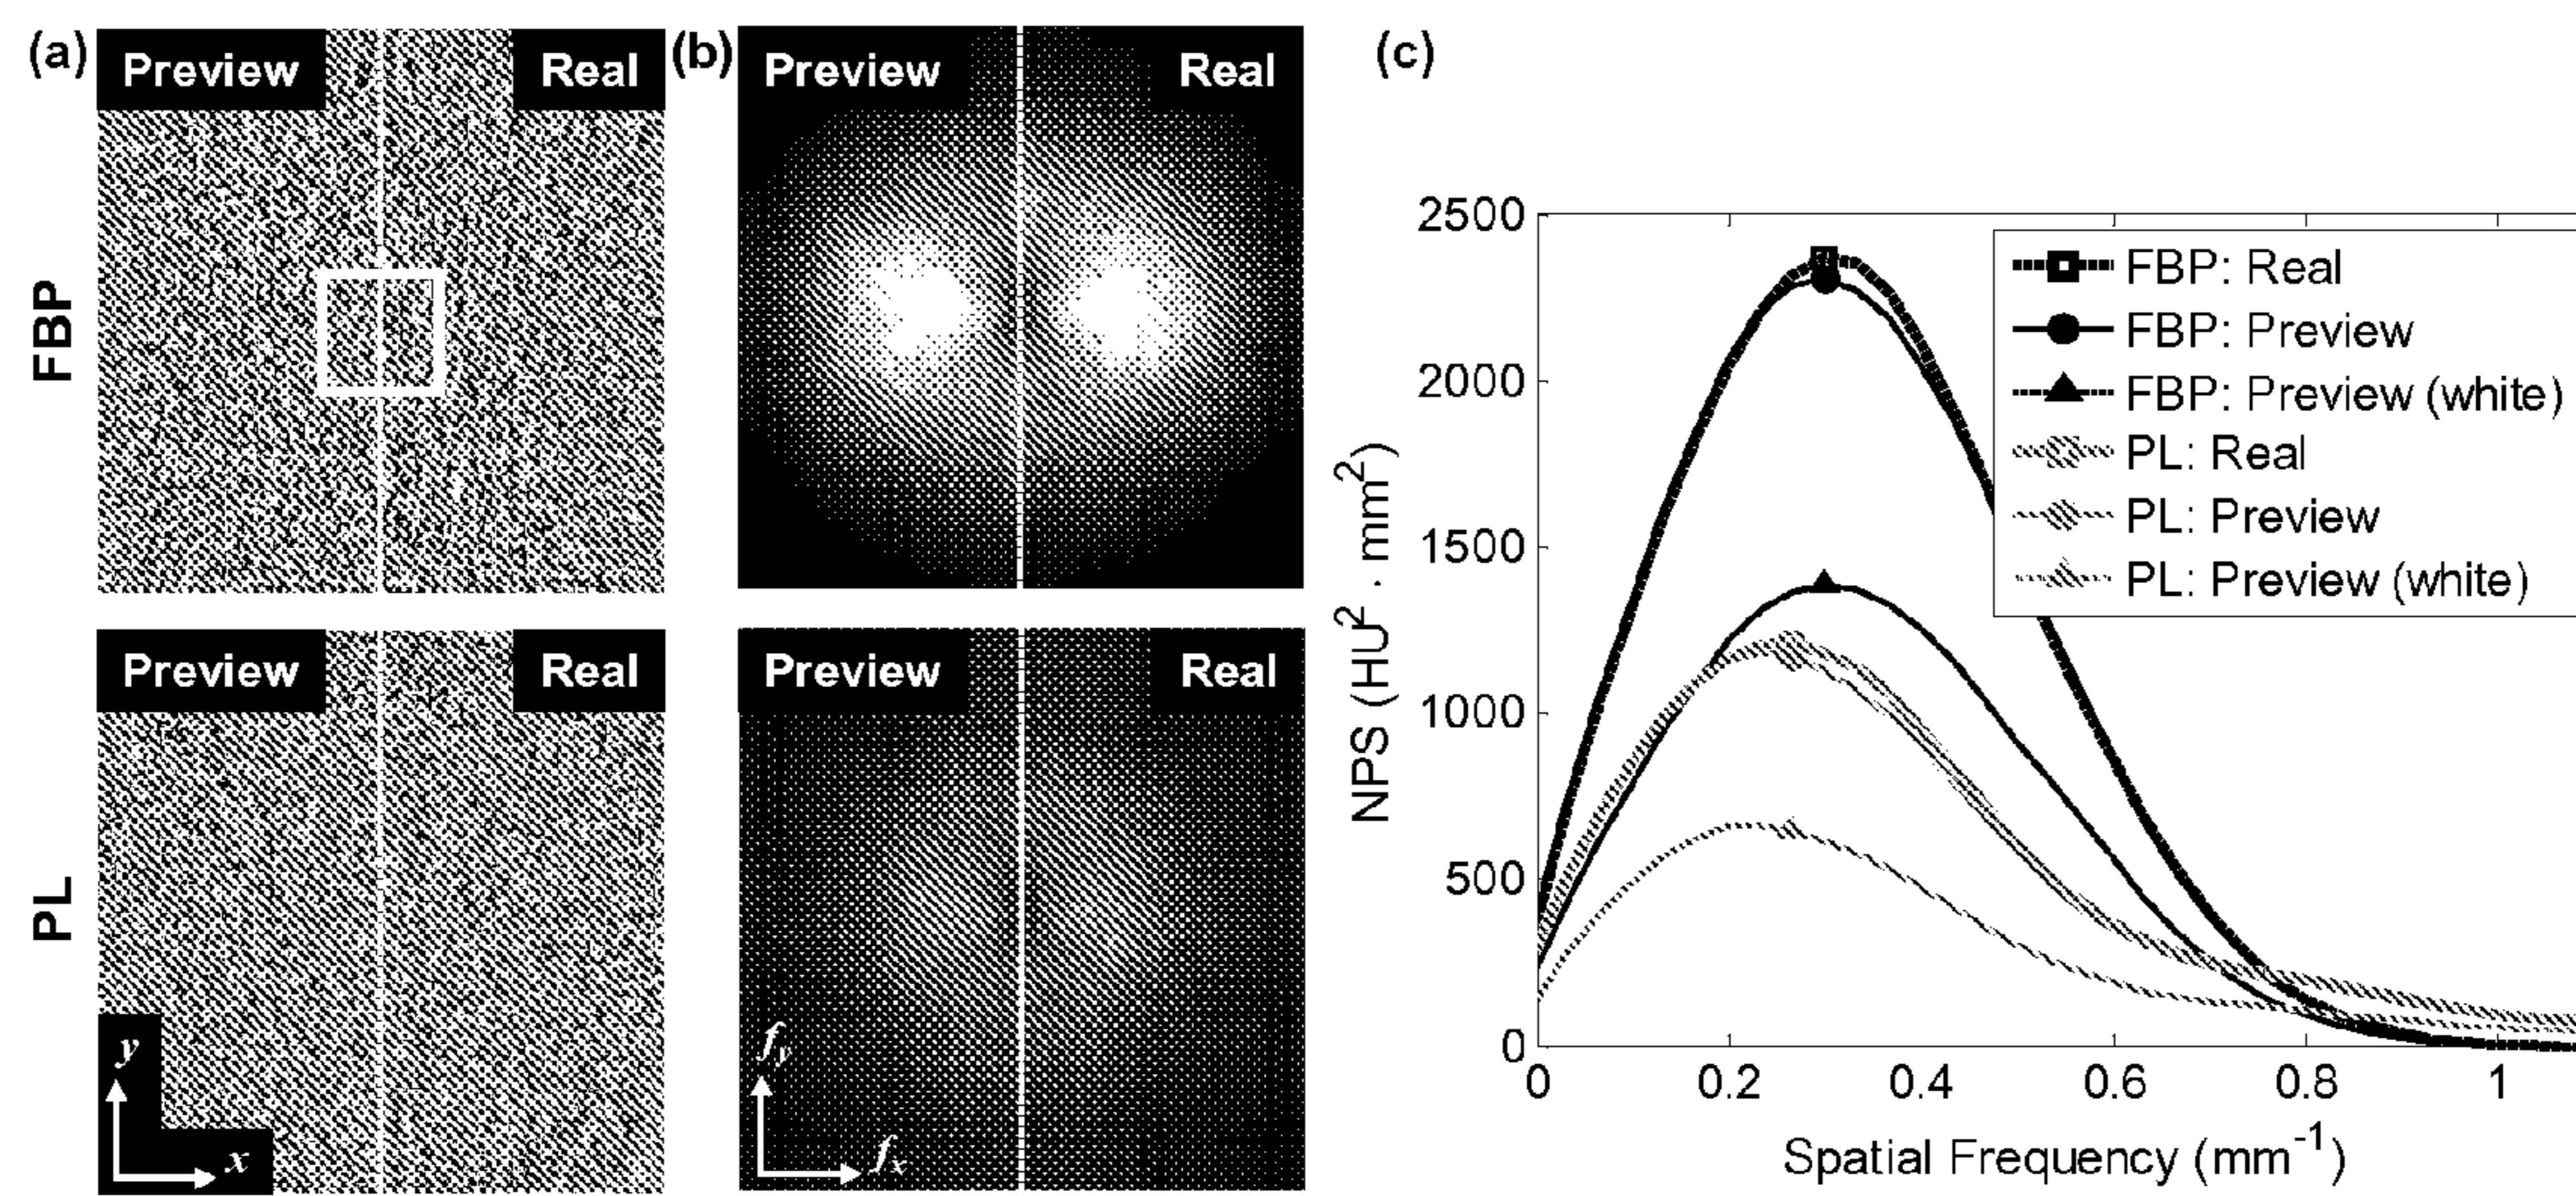 (a)
Preview
Real
FBP
Preview
Real
PL
y
x
(b)
Preview
Real
Preview
Real
f_y
f_x
(c)
2500
2000
1500
1000
500
0
NPS (HU² · mm²)
0 0.2 0.4 0.6 0.8 1
Spatial Frequency (mm⁻¹)
FBP: Real
FBP: Preview
FBP: Preview (white)
PL: Real
PL: Preview
PL: Preview (white)